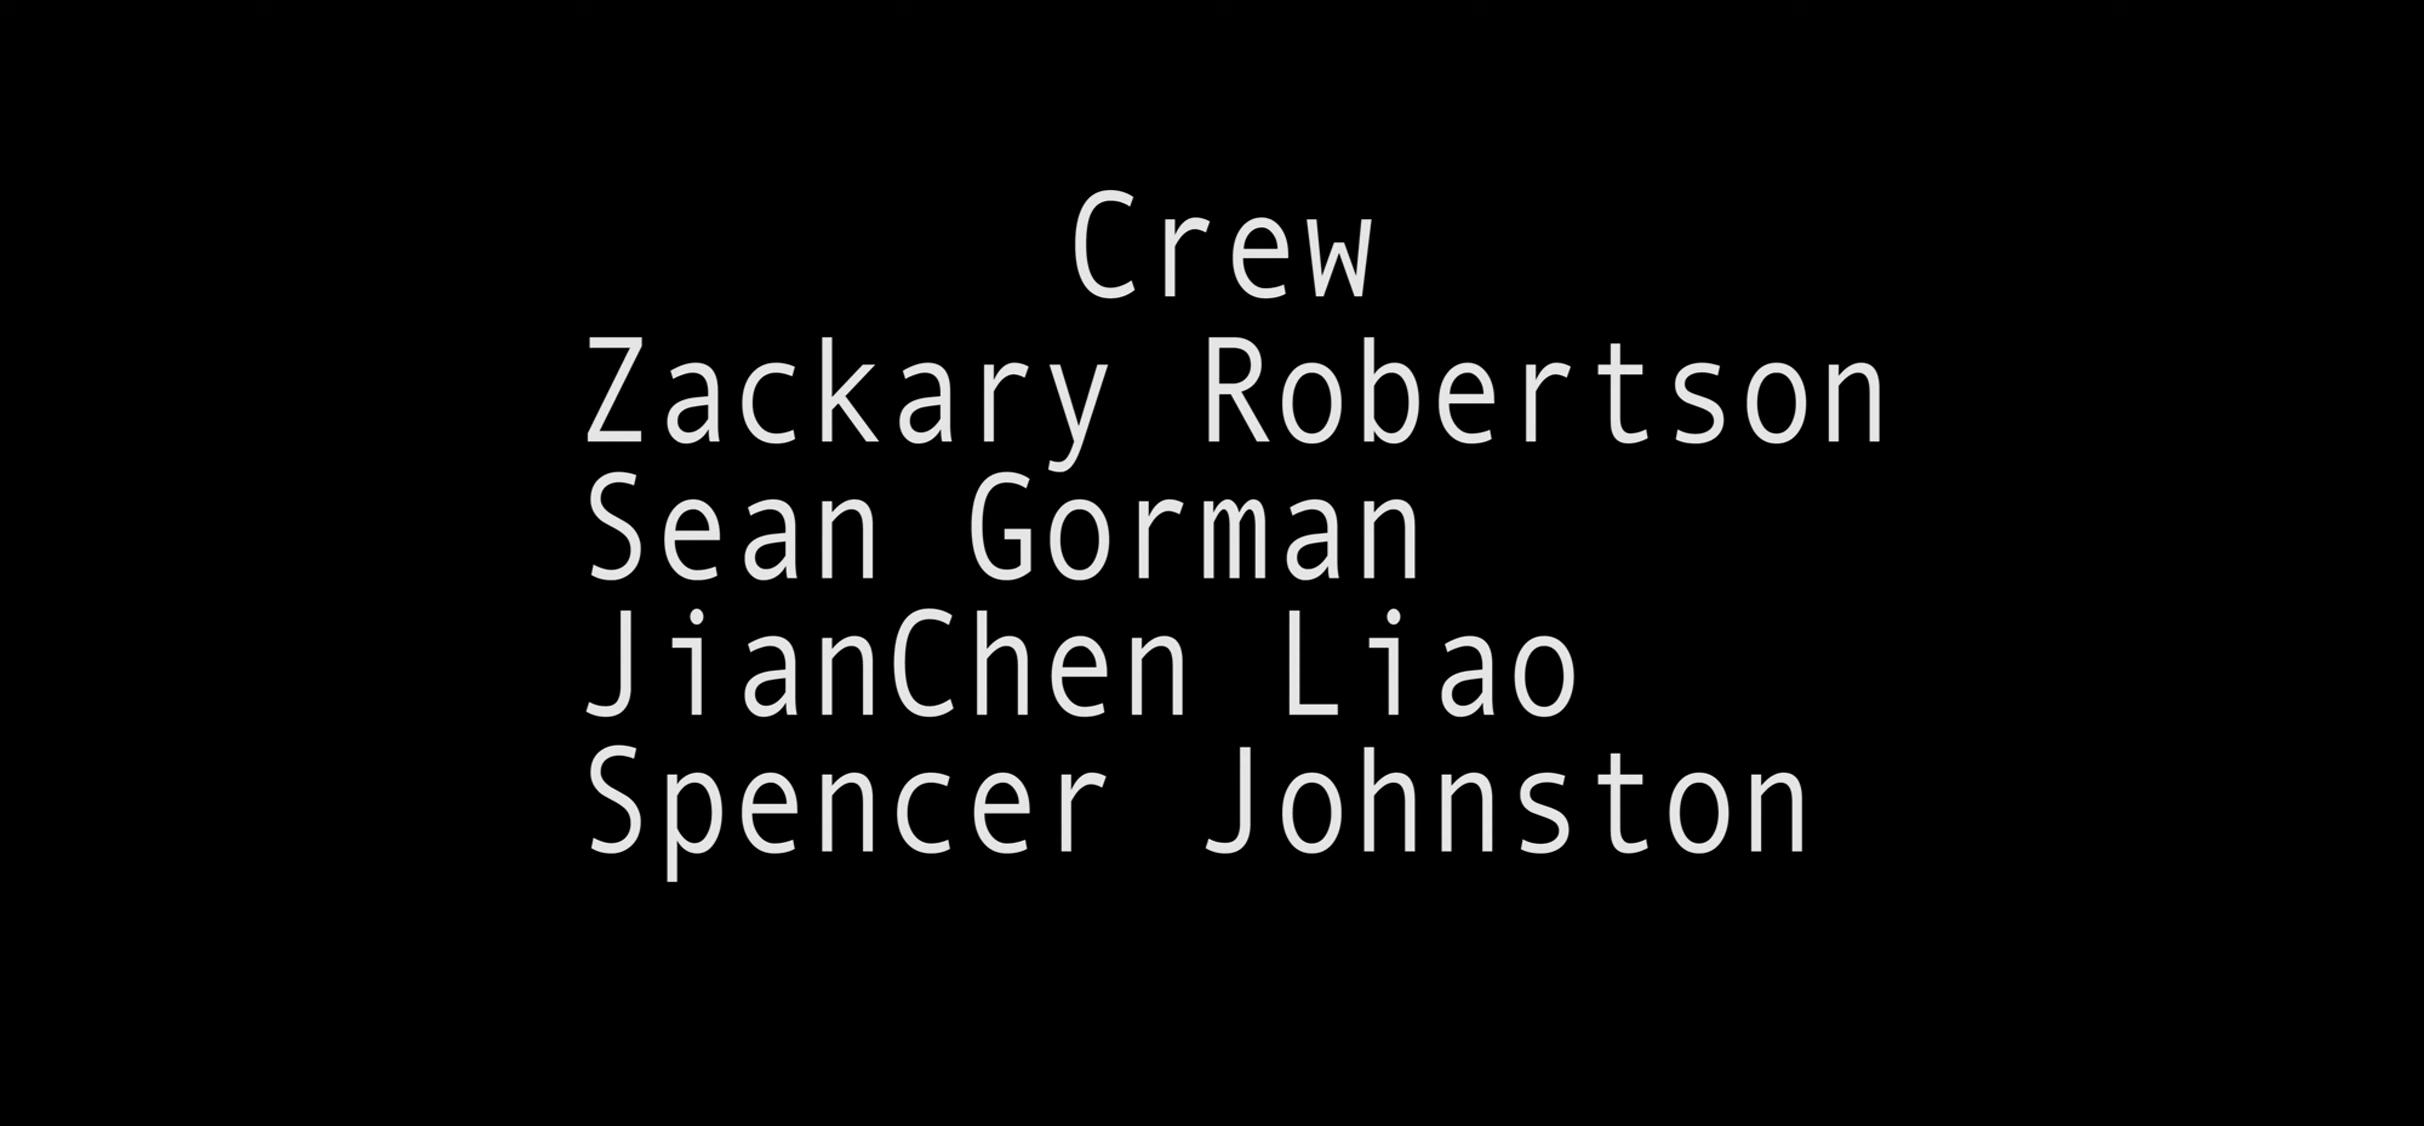 Crew
Zackary Robertson
Sean Gorman
JianChen Liao
Spencer Johnston